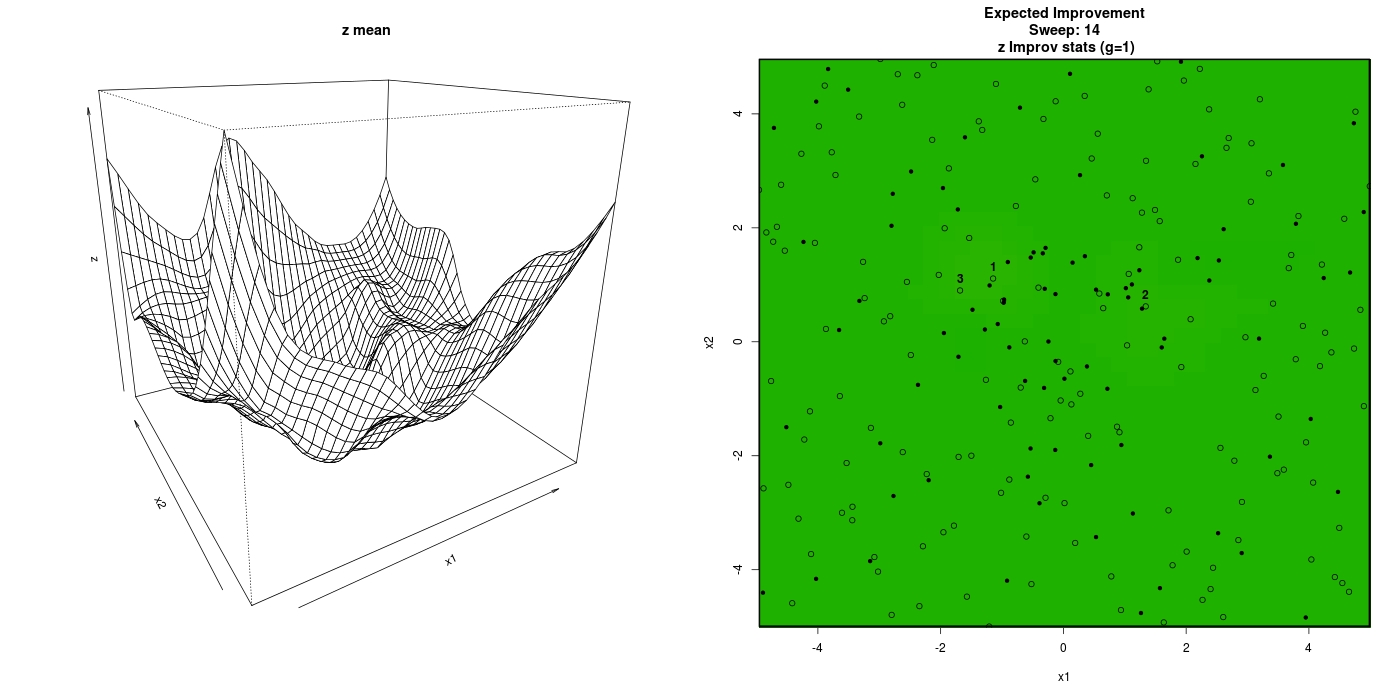 z mean
z
x2
x1
Expected Improvement
Sweep: 14
z Improv stats (g=1)
4
2
0
-2
-4
x2
1
3
2
-4
-2
0
2
4
x1